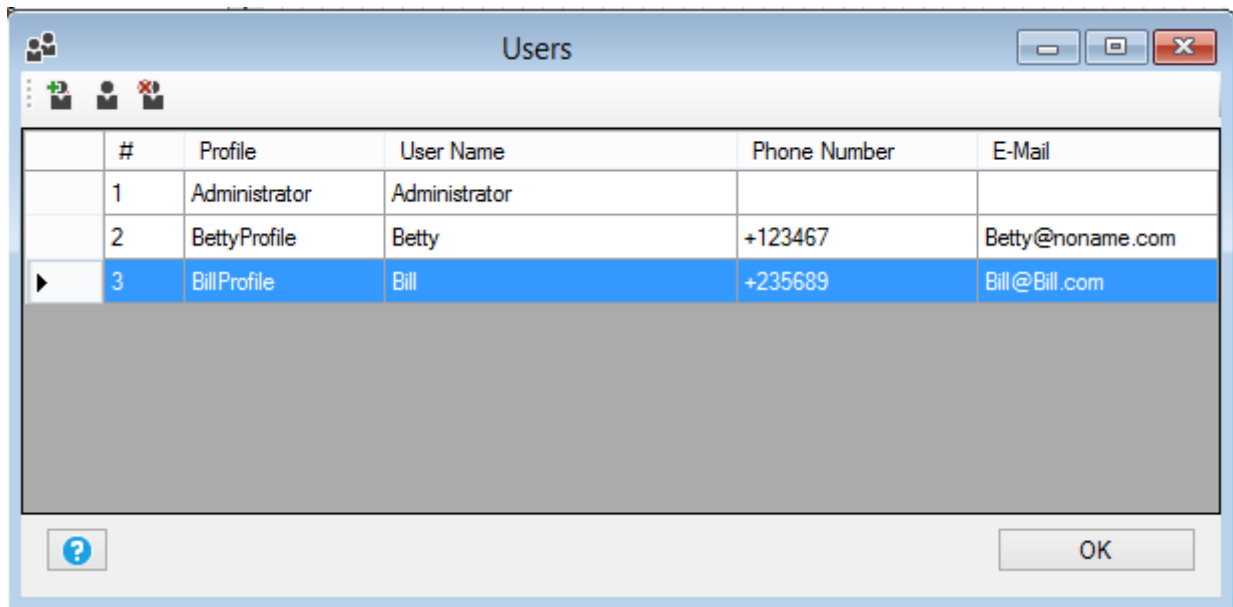 Users
# Profile User Name Phone Number E-Mail
1 Administrator Administrator
2 BettyProfile Betty +123467 Betty@noname.com
3 BillProfile Bill +235689 Bill@Bill.com
?
OK